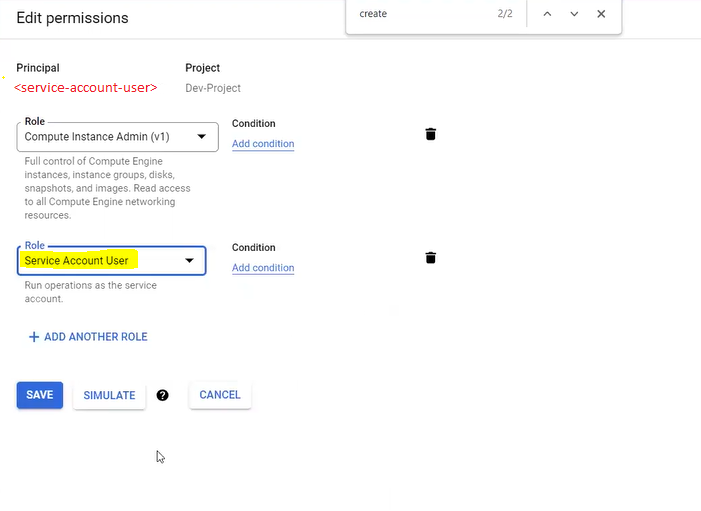 Edit permissions
create 2/2
Principal Project
<service-account-user> Dev-Project
Role
Compute Instance Admin (v1)
Condition
Add condition
Full control of Compute Engine
instances, instance groups, disks,
snapshots, and images. Read access
to all Compute Engine networking
resources.
Role
Service Account User
Condition
Add condition
Run operations as the service
account.
+ ADD ANOTHER ROLE
SAVE SIMULATE ? CANCEL